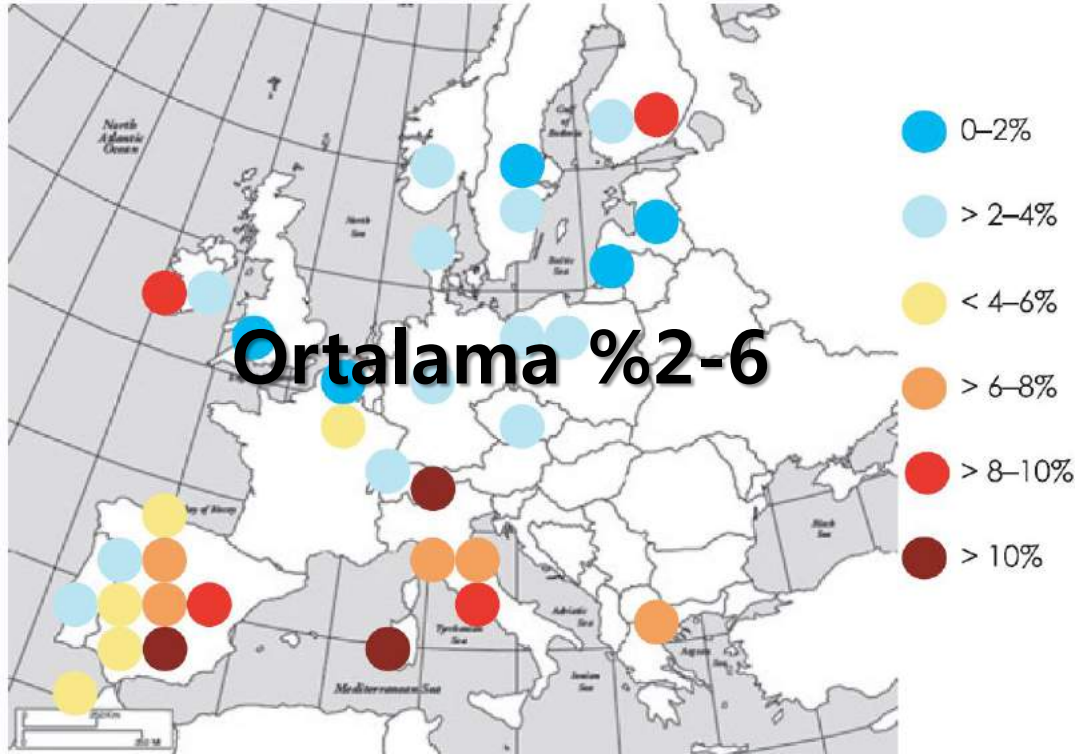 North
Atlantic
Ocean
Gulf
of
Bothnia
North
Sea
Baltic
Sea
Ortalama %2-6
Bay of Biscay
Black
Sea
Adriatic
Sea
Tyrrhenian
Sea
Aegean
Sea
Ionian
Sea
Mediterranean Sea
0–2%
> 2–4%
< 4–6%
> 6–8%
> 8–10%
> 10%